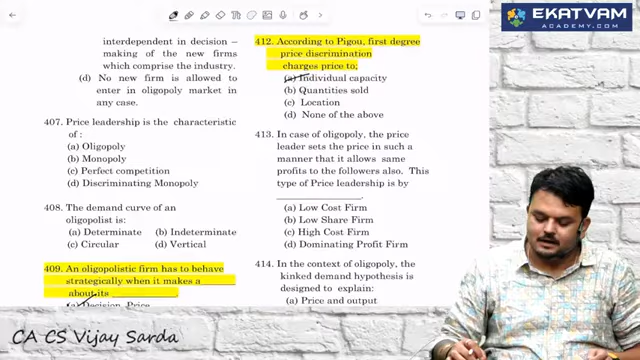 interdependent in decision –
making of the new firms
which comprise the industry.
(d) No new firm is allowed to
enter in oligopoly market in
any case.
407. Price leadership is the characteristic
of :
(a) Oligopoly
(b) Monopoly
(c) Perfect competition
(d) Discriminating Monopoly
408. The demand curve of an
oligopolist is:
(a) Determinate (b) Indeterminate
(c) Circular (d) Vertical
409. An oligopolistic firm has to behave
strategically when it makes a ______
about its ____________
(a) Decision, Price
412. According to Pigou, first degree
price discrimination
charges price to;
(a) Individual capacity
(b) Quantities sold
(c) Location
(d) None of the above
413. In case of oligopoly, the price
leader sets the price in such a
manner that it allows same
profits to the followers also. This
type of Price leadership is by
________________.
(a) Low Cost Firm
(b) Low Share Firm
(c) High Cost Firm
(d) Dominating Profit Firm
414. In the context of oligopoly, the
kinked demand hypothesis is
designed to explain:
(a) Price and output
EKATVAM
ACADEMY.COM
CA CS Vijay Sarda